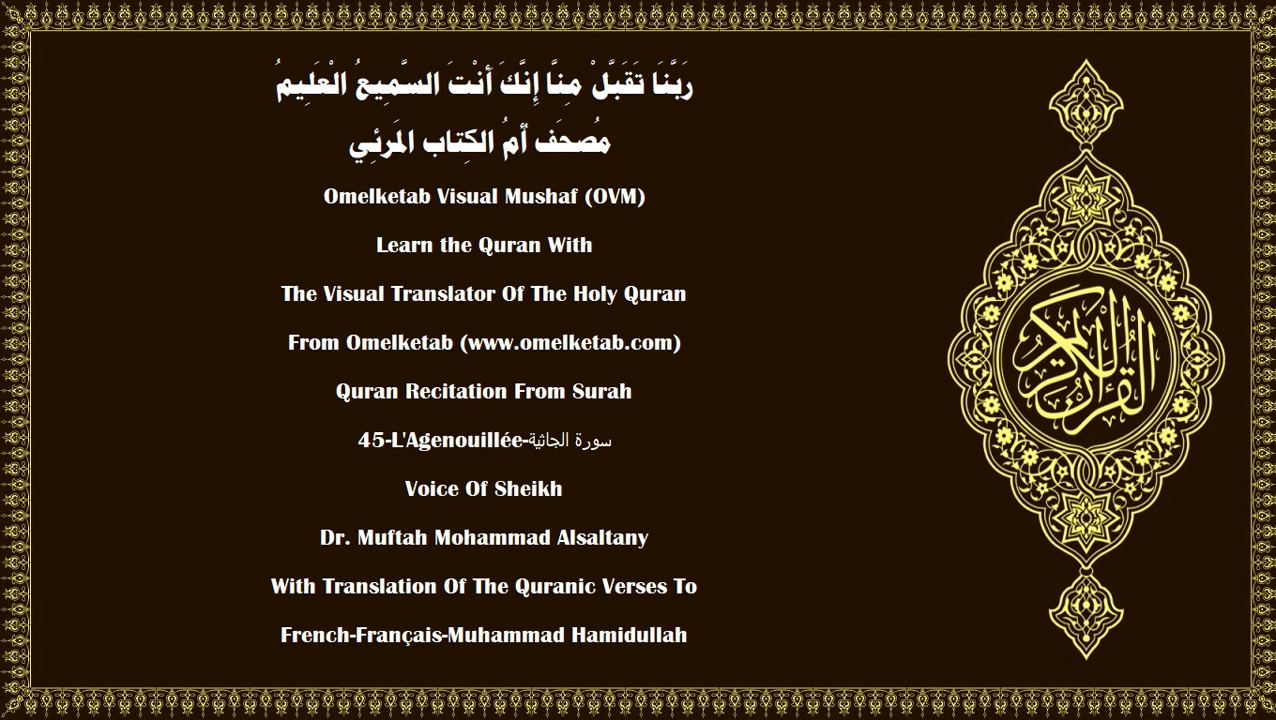 رَبَّنَا تَقَبَّلْ مِنَّا إِنَّكَ أَنْتَ السَّمِيعُ الْعَلِيمُ
مُصحَف أمُ الكِتاب المَرئِي
Omelketab Visual Mushaf (OVM)
Learn the Quran With
The Visual Translator Of The Holy Quran
From Omelketab (www.omelketab.com)
Quran Recitation From Surah
45-L'Agenouillée-سورة الجاثية
Voice Of Sheikh
Dr. Muftah Mohammad Alsaltany
With Translation Of The Quranic Verses To
French-Français-Muhammad Hamidullah
القرآن الكريم